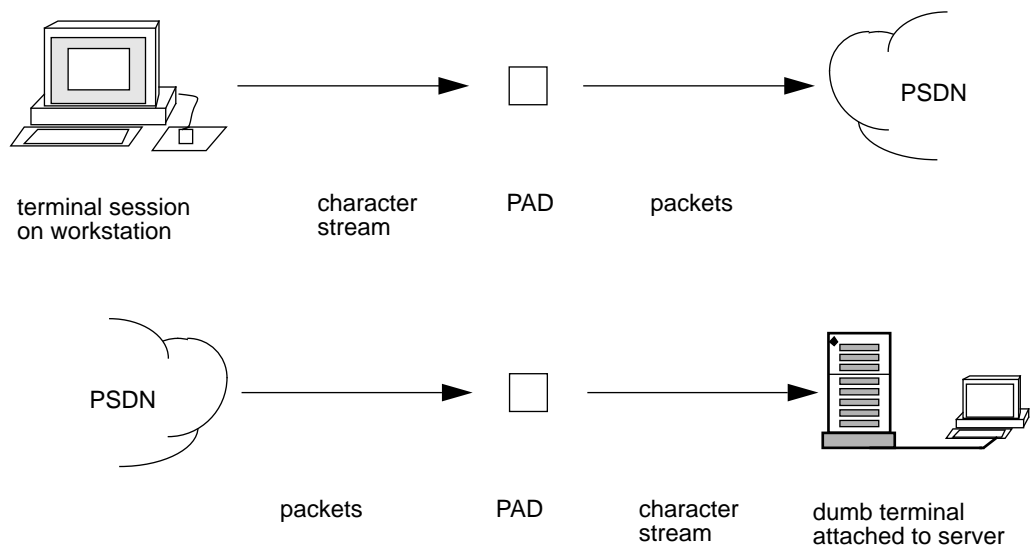 PSDN
terminal session
on workstation
character
stream
PAD
packets
PSDN
packets
PAD
character
stream
dumb terminal
attached to server